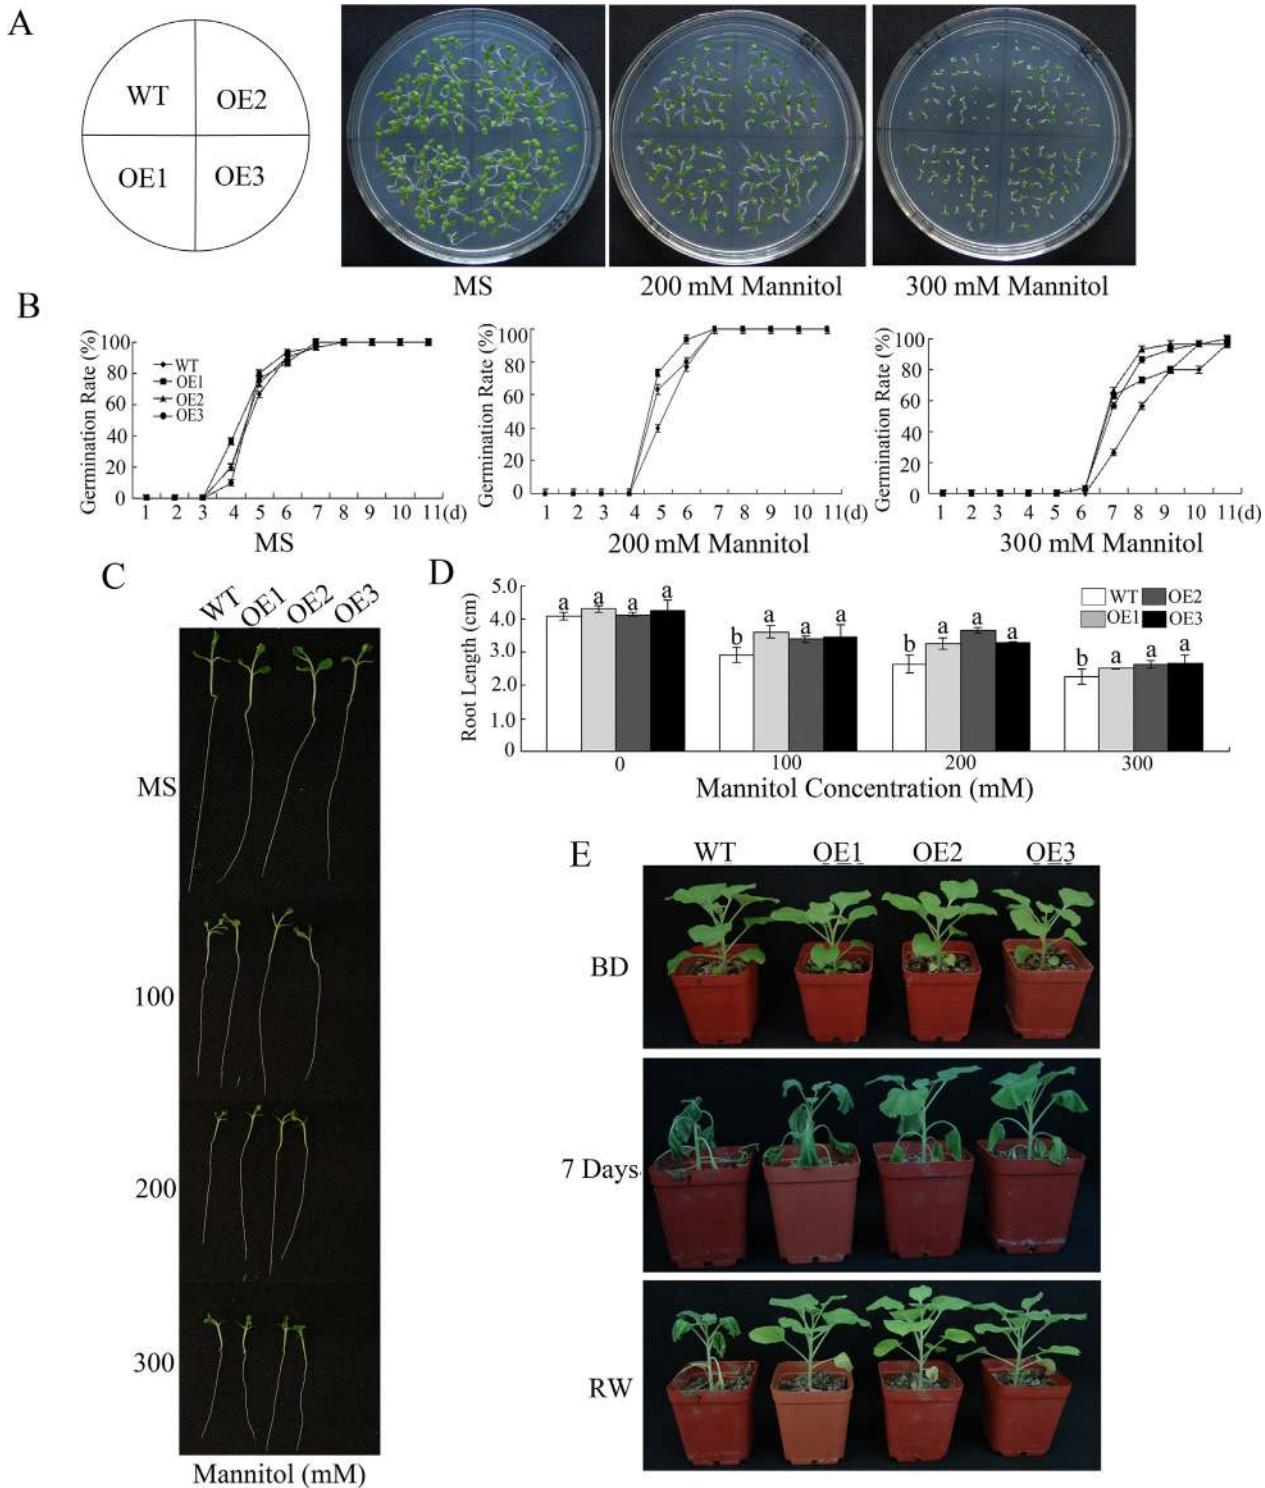 A
WT
OE2
OE1
OE3
MS
200 mM Mannitol
300 mM Mannitol
B
Germination Rate (%)
100
80
60
40
20
0
WT
OE1
OE2
OE3
1 2 3 4 5 6 7 8 9 10 11(d)
MS
Germination Rate (%)
100
80
60
40
20
0
1 2 3 4 5 6 7 8 9 10 11(d)
200 mM Mannitol
Germination Rate (%)
100
80
60
40
20
0
1 2 3 4 5 6 7 8 9 10 11(d)
300 mM Mannitol
C
WT OE1 OE2 OE3
MS
100
200
300
Mannitol (mM)
D
Root Length (cm)
5.0
4.0
3.0
2.0
1.0
0
a a a a
b a a a
b a a a
b a a a
WT OE2
OE1 OE3
0 100 200 300
Mannitol Concentration (mM)
E
WT OE1 OE2 OE3
BD
7 Days
RW